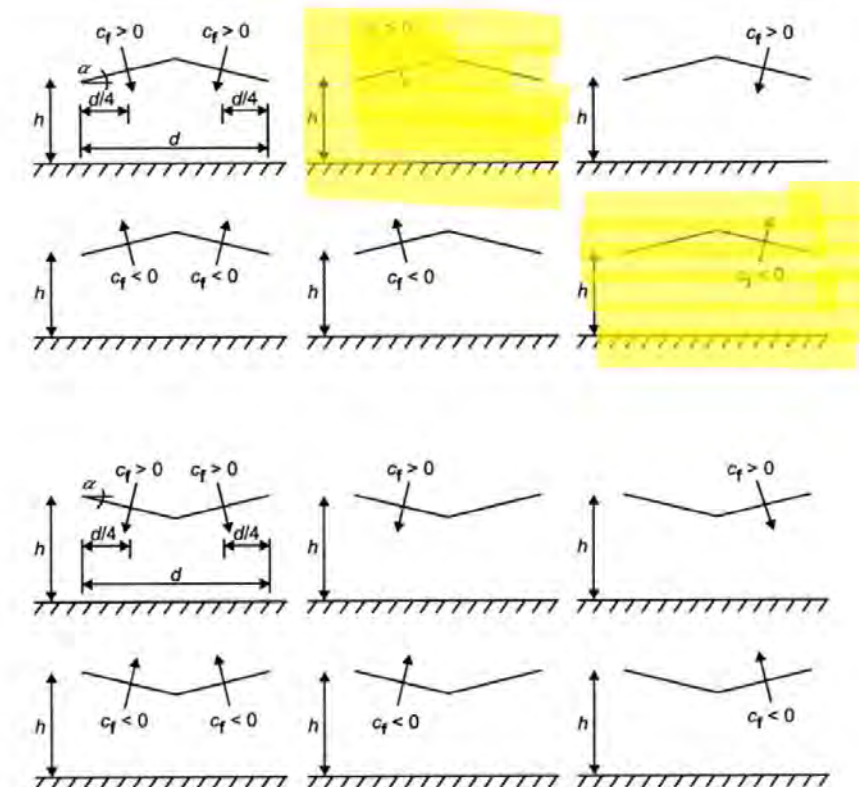 c_f > 0 c_f > 0 c_f > 0
α
d/4 d/4
h h h
d
c_f < 0 c_f < 0 c_f < 0 < 0
h h h
c_f > 0 c_f > 0 c_f > 0 c_f > 0
α
d/4 d/4
h h h
d
c_f < 0 c_f < 0 c_f < 0 c_f < 0
h h h